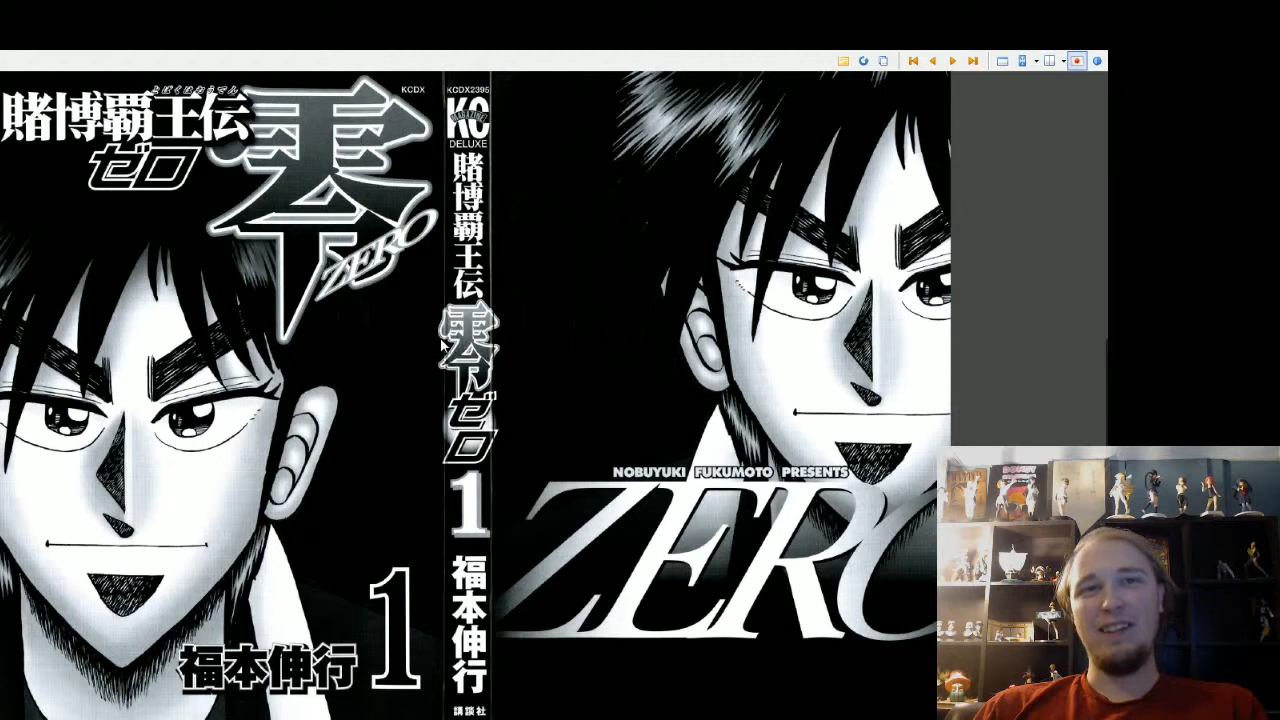 とばくはおうでん
賭博覇王伝
零
ゼロ
ZERO
KCDX
1
福本伸行
KCDX2395
KC
MAGAZINE
DELUXE
賭博覇王伝
零
ゼロ
1
福本伸行
講談社
NOBUYUKI FUKUMOTO PRESENTS
ZERO